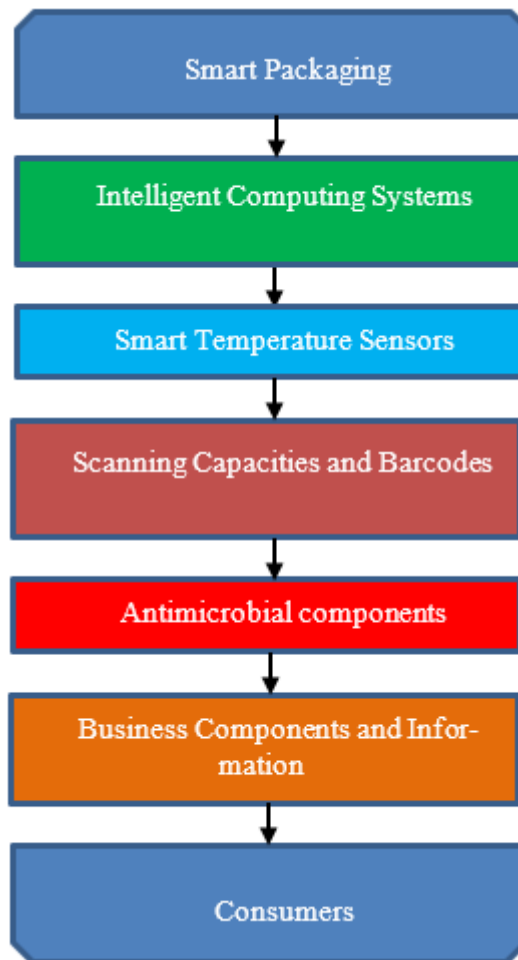 Smart Packaging
Intelligent Computing Systems
Smart Temperature Sensors
Scanning Capacities and Barcodes
Antimicrobial components
Business Components and Infor-
mation
Consumers